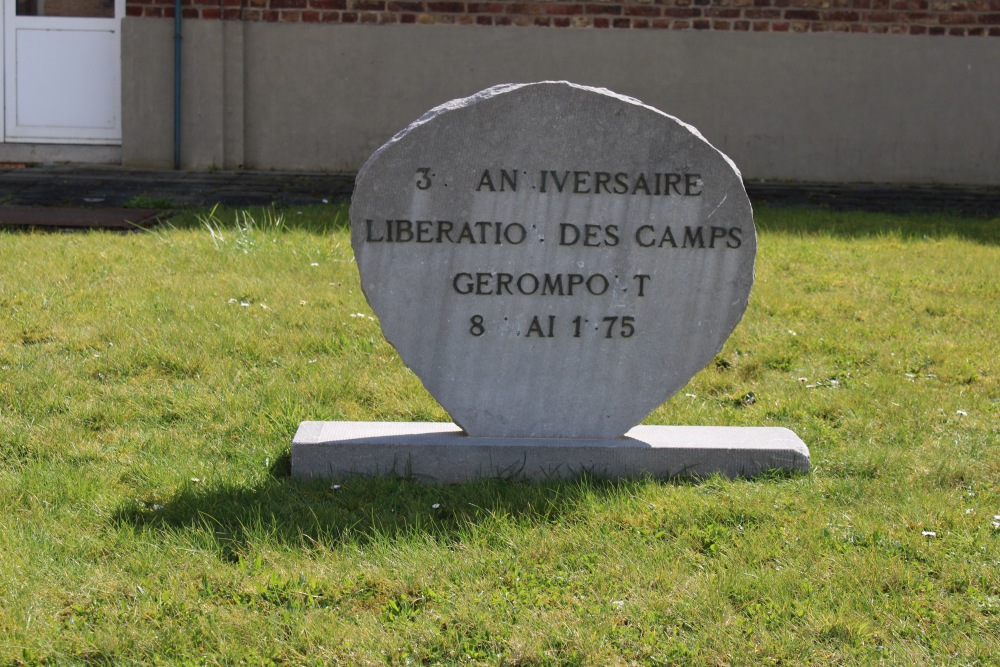 3 AN IVERSAIRE
LIBERATIO DES CAMPS
GEROMPO T
8 AI 1 75